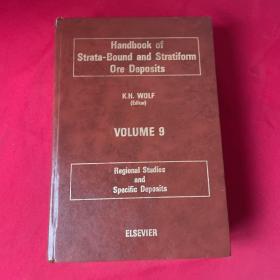 Handbook of
Strata-Bound and Stratiform
Ore Deposits
K.H. WOLF
(Editor)
VOLUME 9
Regional Studies
and
Specific Deposits
ELSEVIER